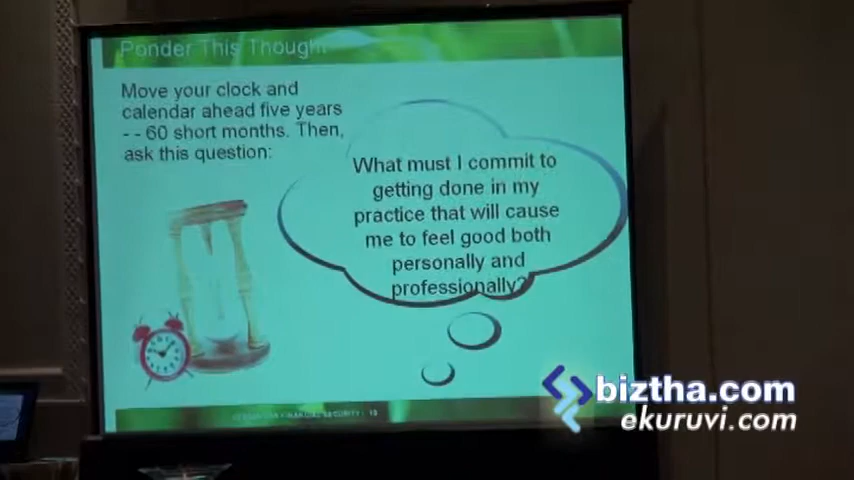 Ponder This Thought
Move your clock and
calendar ahead five years
-- 60 short months. Then,
ask this question:
What must I commit to
getting done in my
practice that will cause
me to feel good both
personally and
professionally?
FINANCIAL SECURITY
biztha.com
ekuruvi.com